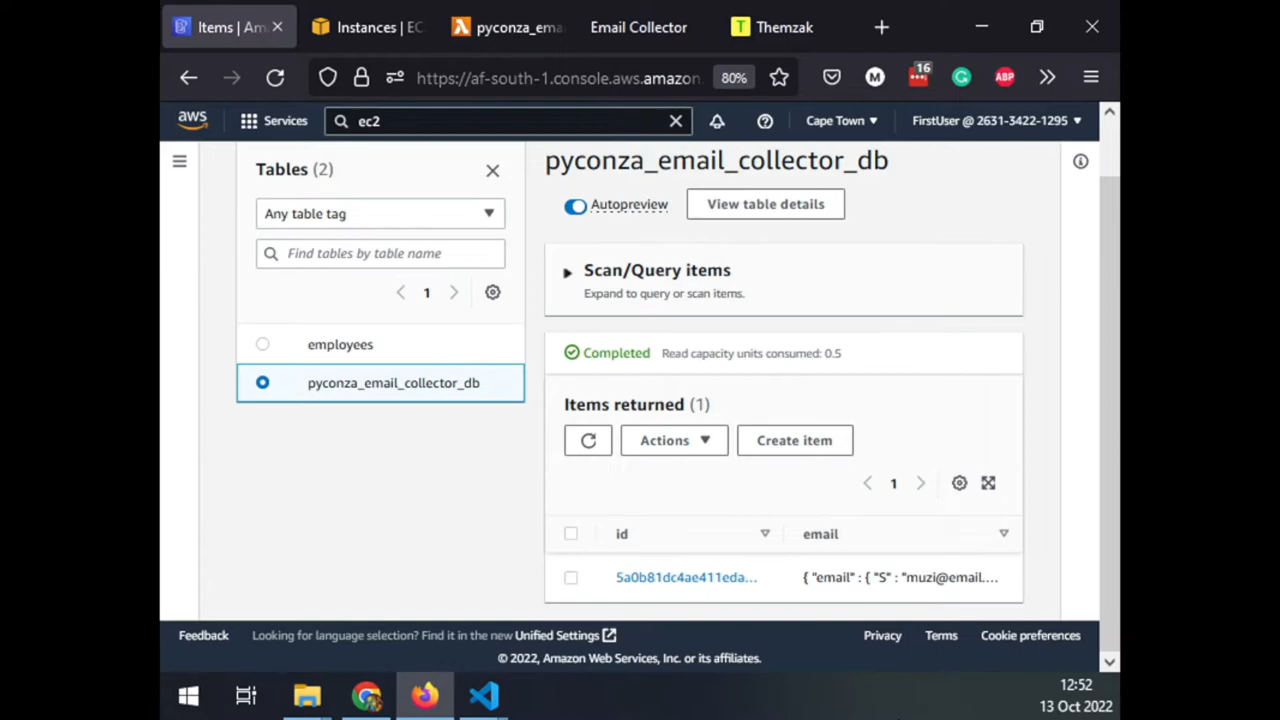 Items | Am
Instances | EC
pyconza_ema
Email Collector
T
Themzak
https://af-south-1.console.aws.amazon.
80%
M
16
ABP
aws
Services
ec2
Cape Town
FirstUser @ 2631-3422-1295
Tables (2)
Any table tag
Find tables by table name
1
employees
pyconza_email_collector_db
pyconza_email_collector_db
Autopreview
View table details
Scan/Query items
Expand to query or scan items.
Completed
Read capacity units consumed: 0.5
Items returned (1)
Actions
Create item
1
id
email
5a0b81dc4ae411eda...
{ "email" : { "S" : "muzi@email....
Feedback
Looking for language selection? Find it in the new Unified Settings
Privacy
Terms
Cookie preferences
© 2022, Amazon Web Services, Inc. or its affiliates.
12:52
13 Oct 2022